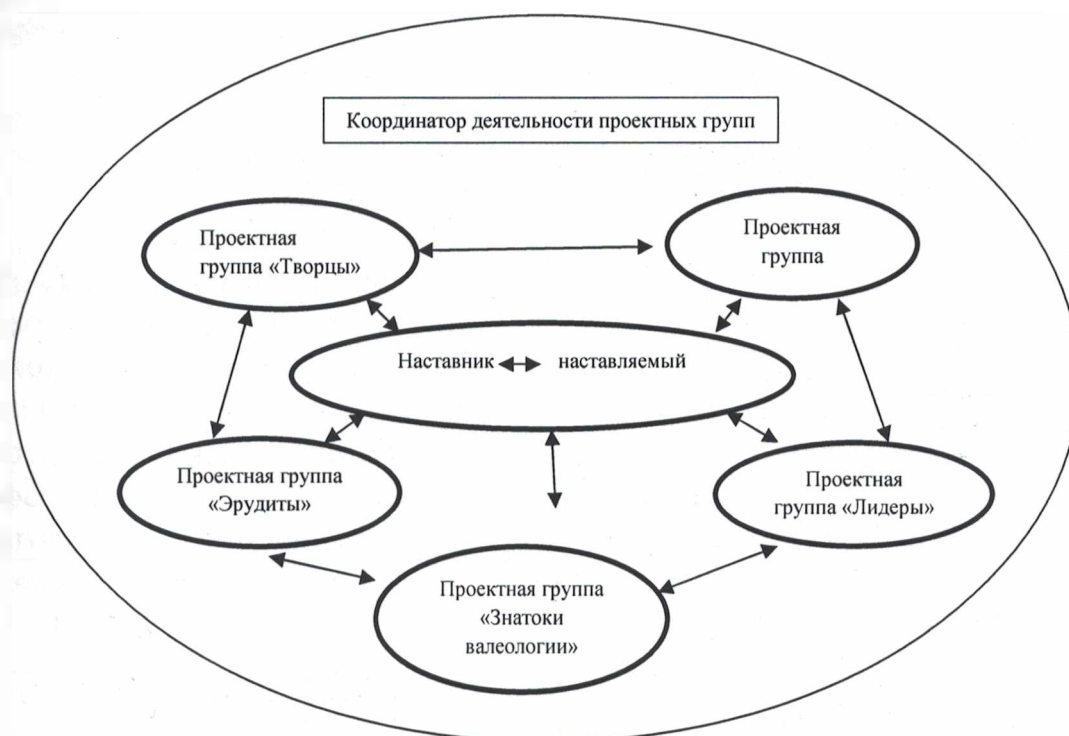 Координатор деятельности проектных групп
Проектная
группа «Творцы»
Проектная
группа
Наставник наставляемый
Проектная группа
«Эрудиты»
Проектная
группа «Лидеры»
Проектная группа
«Знатоки
валеологии»